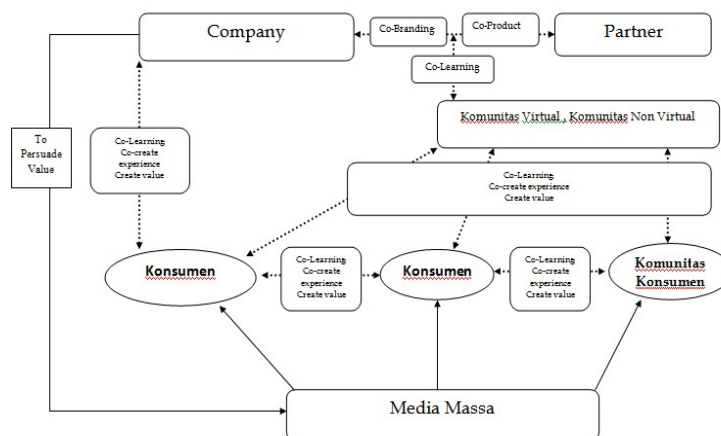 Company
Co-Branding
Co-Product
Partner
Co-Learning
Komunitas Virtual , Komunitas Non Virtual
To
Persuade
Value
Co-Learning
Co-create
experience
Create value
Co-Learning
Co-create experience
Create value
Konsumen
Co-Learning
Co-create
experience
Create value
Konsumen
Co-Learning
Co-create
experience
Create value
Komunitas
Konsumen
Media Massa